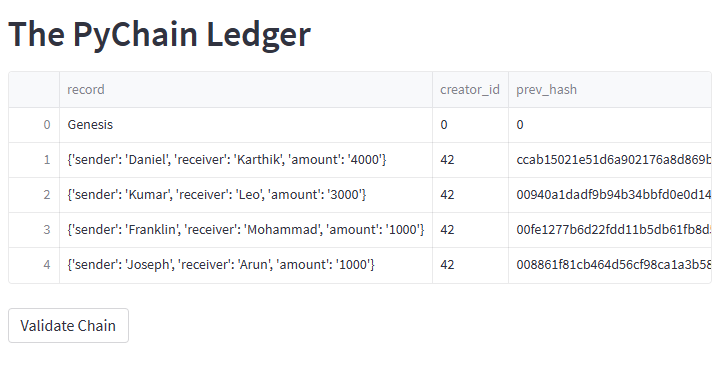 The PyChain Ledger
record creator_id prev_hash
0 Genesis 0 0
1 {'sender': 'Daniel', 'receiver': 'Karthik', 'amount': '4000'} 42 ccab15021e51d6a902176a8d869b
2 {'sender': 'Kumar', 'receiver': 'Leo', 'amount': '3000'} 42 00940a1dadf9b94b34bbfd0e0d14
3 {'sender': 'Franklin', 'receiver': 'Mohammad', 'amount': '1000'} 42 00fe1277b6d22fdd11b5db61fb8d
4 {'sender': 'Joseph', 'receiver': 'Arun', 'amount': '1000'} 42 008861f81cb464d56cf98ca1a3b58
Validate Chain